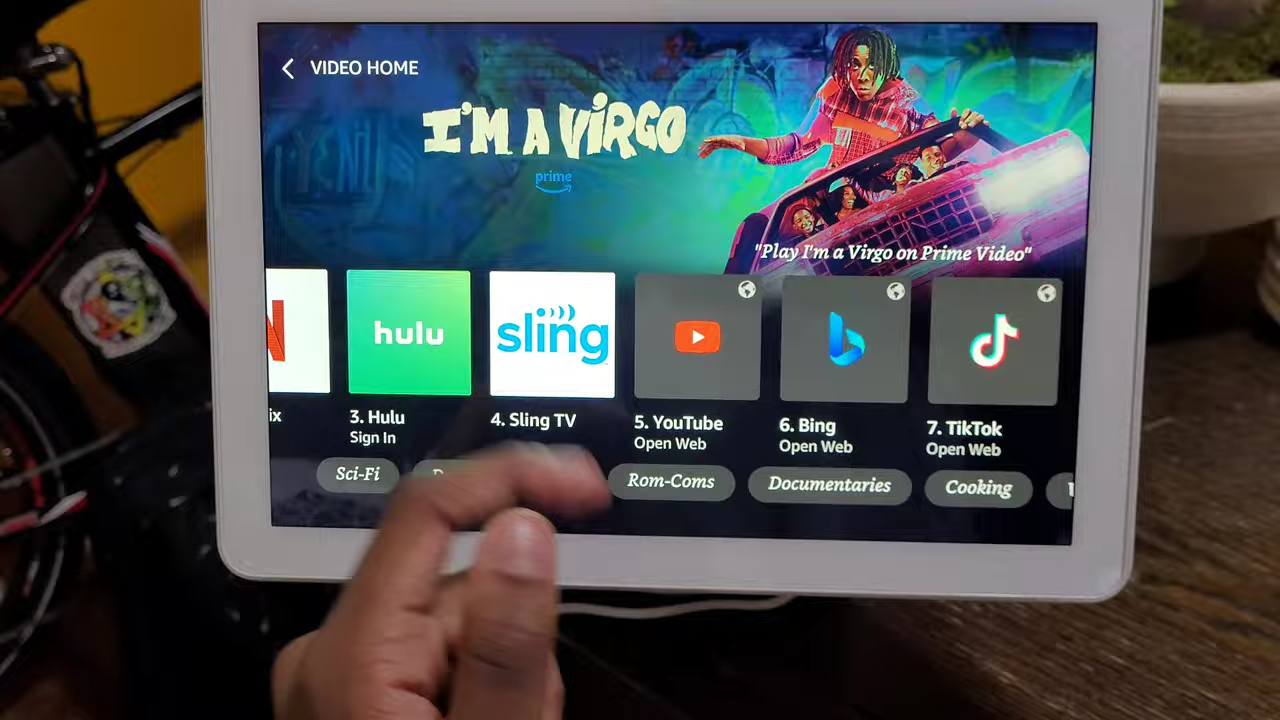 VIDEO HOME
I'M A VIRGO
prime
"Play I'm a Virgo on Prime Video"
N
hulu
sling
ix
3. Hulu
4. Sling TV
5. YouTube
6. Bing
7. TikTok
Sign In
Open Web
Open Web
Open Web
Sci-Fi
Rom-Coms
Documentaries
Cooking